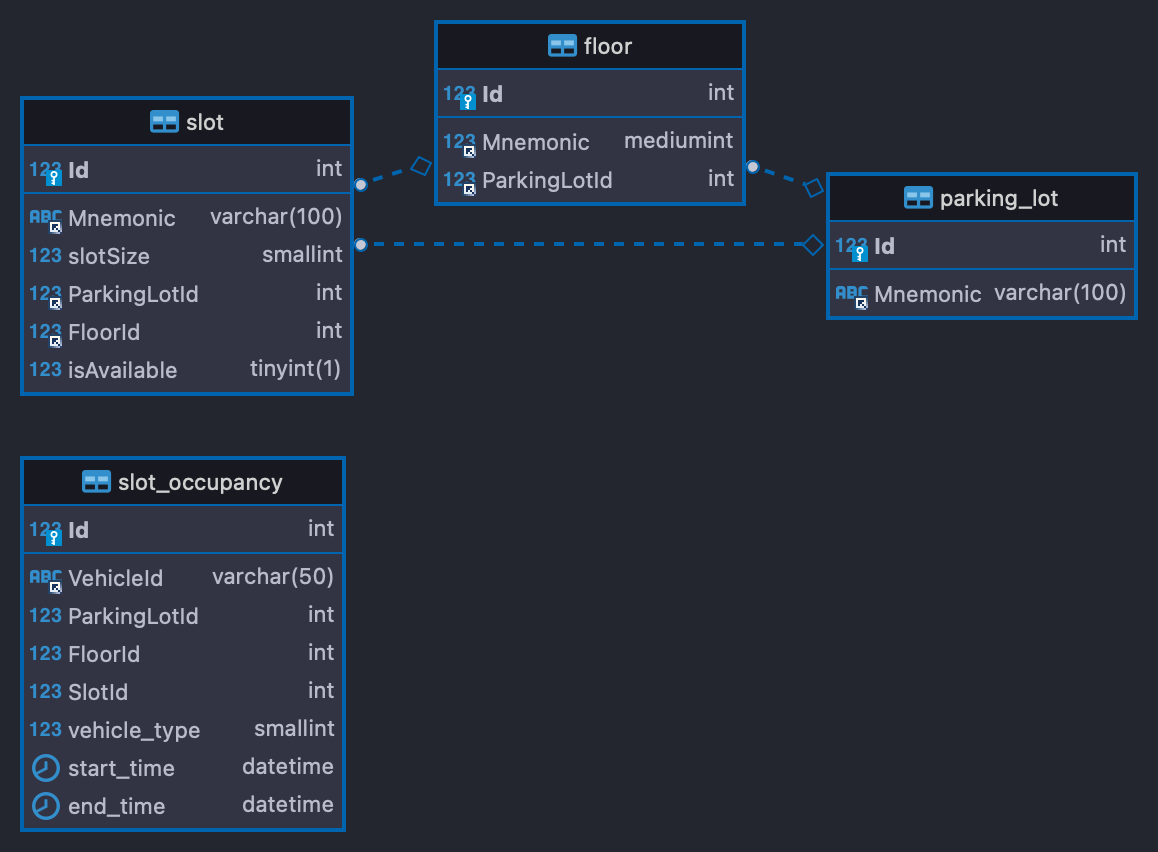 floor
123 Id int
123 Mnemonic mediumint
123 ParkingLotId int
slot
123 Id int
ABC Mnemonic varchar(100)
123 slotSize smallint
123 ParkingLotId int
123 FloorId int
123 isAvailable tinyint(1)
parking_lot
123 Id int
ABC Mnemonic varchar(100)
slot_occupancy
123 Id int
ABC VehicleId varchar(50)
123 ParkingLotId int
123 FloorId int
123 SlotId int
123 vehicle_type smallint
start_time datetime
end_time datetime